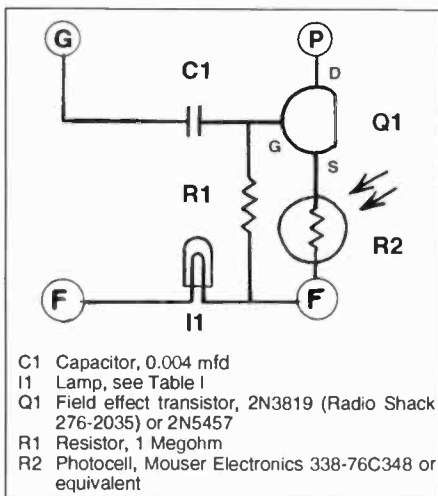 G
P
C1
D
Q1
G
S
R1
R2
F
F
I1
C1 Capacitor, 0.004 mfd
I1 Lamp, see Table I
Q1 Field effect transistor, 2N3819 (Radio Shack
276-2035) or 2N5457
R1 Resistor, 1 Megohm
R2 Photocell, Mouser Electronics 338-76C348 or
equivalent